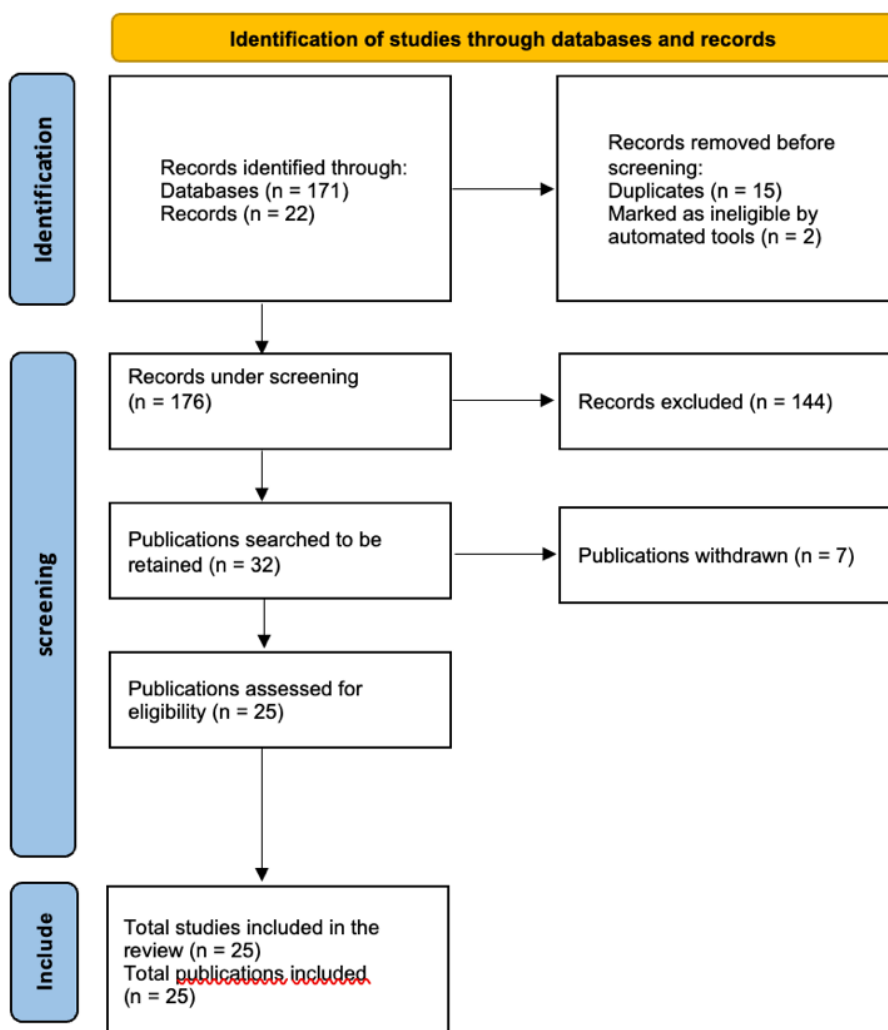 Identification of studies through databases and records
Identification
Records identified through:
Databases (n = 171)
Records (n = 22)
Records removed before
screening:
Duplicates (n = 15)
Marked as ineligible by
automated tools (n = 2)
screening
Records under screening
(n = 176)
Records excluded (n = 144)
Publications searched to be
retained (n = 32)
Publications withdrawn (n = 7)
Publications assessed for
eligibility (n = 25)
Include
Total studies included in the
review (n = 25)
Total publications included
(n = 25)